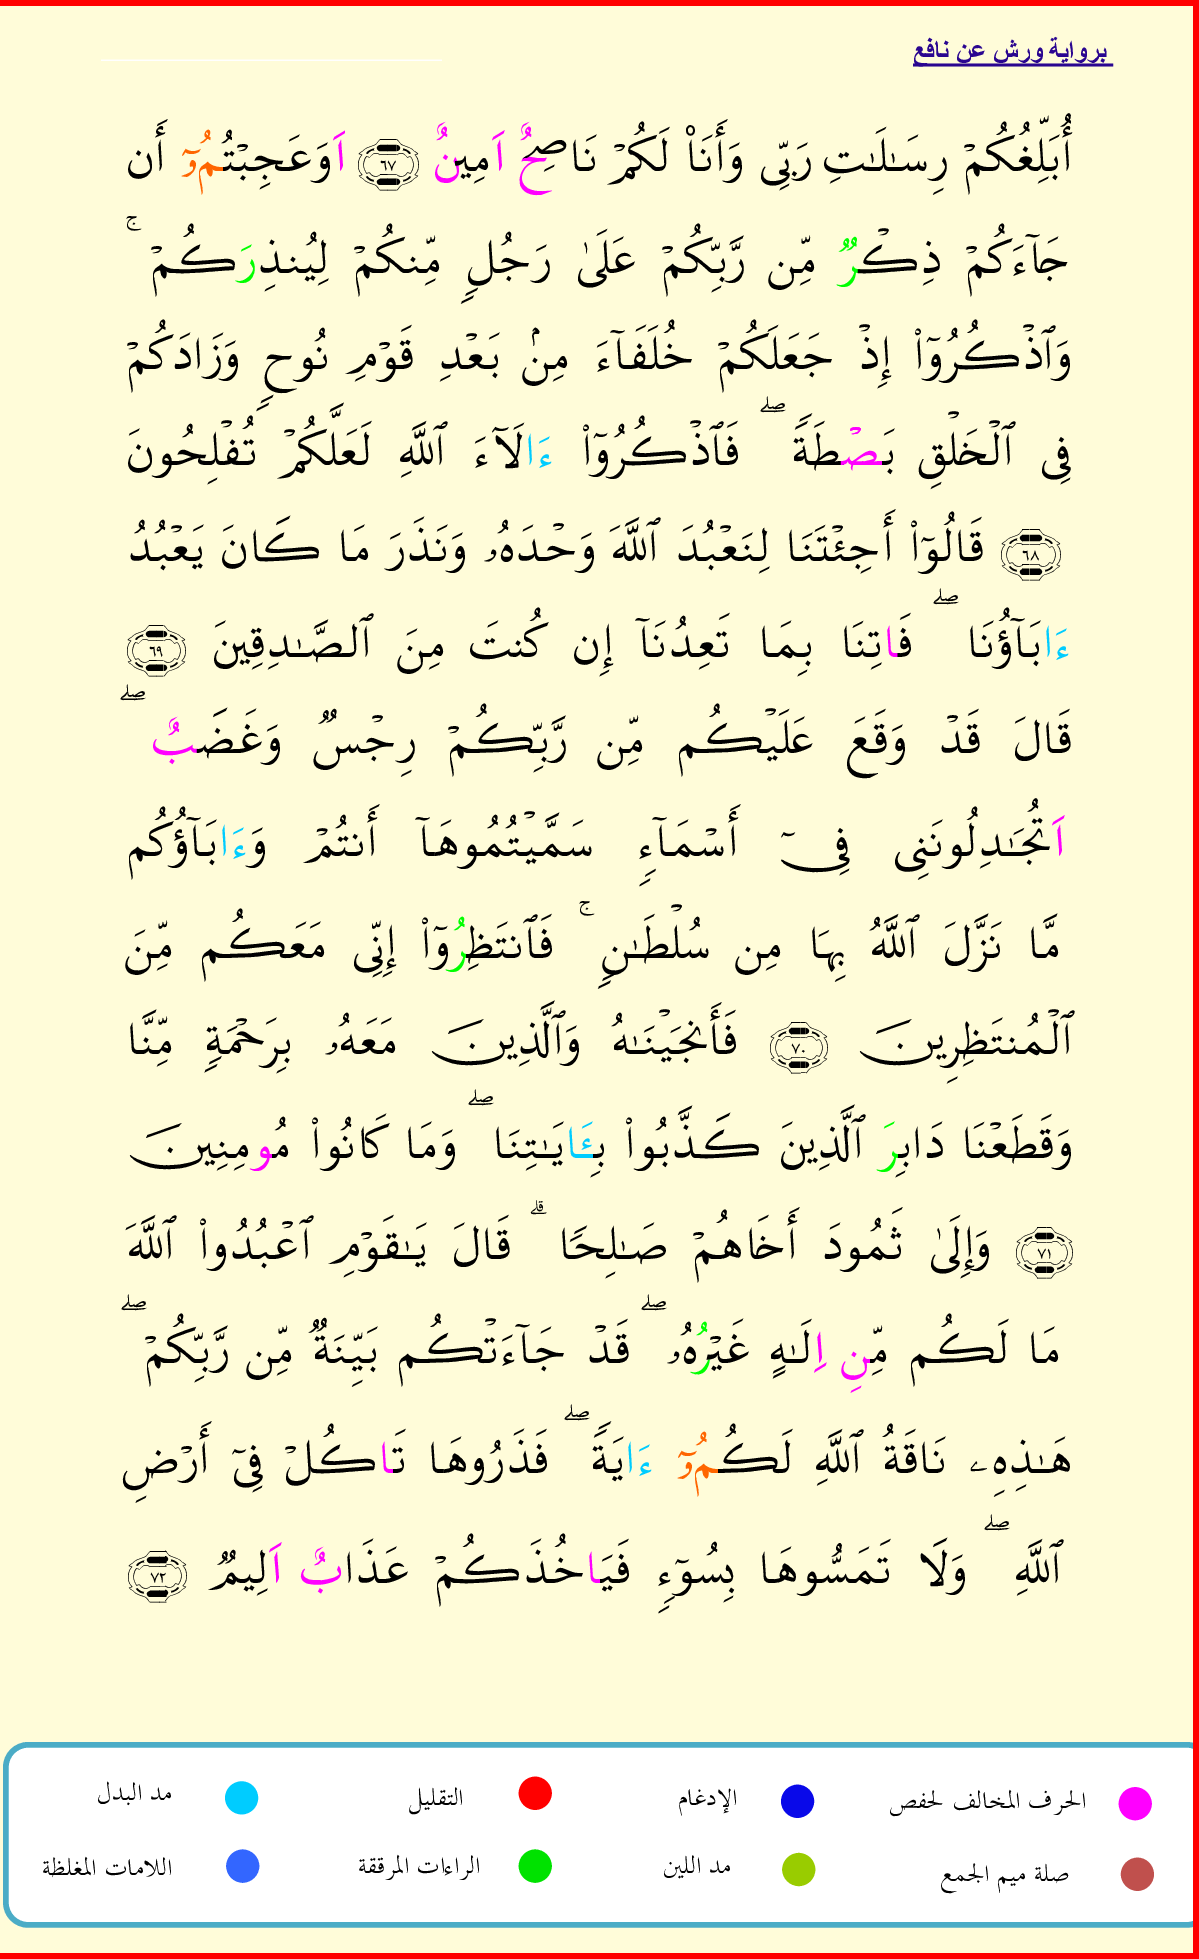 برواية ورش عن نافع
أُبَلِّغُكُمْ رِسَـٰلَـٰتِ رَبِّى وَأَنَا۠ لَكُمْ نَاصِحٌ اَمِينٌ ٦٧ اَوَعَجِبْتُمُۥٓ أَن
جَآءَكُمْ ذِكْرٌ مِّن رَّبِّكُمْ عَلَىٰ رَجُلٍ مِّنكُمْ لِيُنذِرَكُمْ ۚ
وَٱذْكُرُوٓا۟ إِذْ جَعَلَكُمْ خُلَفَآءَ مِنۢ بَعْدِ قَوْمِ نُوحٍ وَزَادَكُمْ
فِى ٱلْخَلْقِ بَصْطَةً ۖ فَٱذْكُرُوٓا۟ ءَالَآءَ ٱللَّهِ لَعَلَّكُمْ تُفْلِحُونَ
٦٨ قَالُوٓا۟ أَجِئْتَنَا لِنَعْبُدَ ٱللَّهَ وَحْدَهُۥ وَنَذَرَ مَا كَانَ يَعْبُدُ
ءَابَآؤُنَا ۖ فَاتِنَا بِمَا تَعِدُنَآ إِن كُنتَ مِنَ ٱلصَّـٰدِقِينَ ٦٩
قَالَ قَدْ وَقَعَ عَلَيْكُم مِّن رَّبِّكُمْ رِجْسٌ وَغَضَبٌ ۖ
اَتُجَـٰدِلُونَنِى فِىٓ أَسْمَآءٍ سَمَّيْتُمُوهَآ أَنتُمْ وَءَابَآؤُكُم
مَّا نَزَّلَ ٱللَّهُ بِهَا مِن سُلْطَـٰنٍ ۚ فَٱنتَظِرُوٓا۟ إِنِّى مَعَكُم مِّنَ
ٱلْمُنتَظِرِينَ ٧٠ فَأَنجَيْنَـٰهُ وَٱلَّذِينَ مَعَهُۥ بِرَحْمَةٍ مِّنَّا
وَقَطَعْنَا دَابِرَ ٱلَّذِينَ كَذَّبُوا۟ بِـَٔايَـٰتِنَا ۖ وَمَا كَانُوا۟ مُومِنِينَ
٧١ وَإِلَىٰ ثَمُودَ أَخَاهُمْ صَـٰلِحًا ۗ قَالَ يَـٰقَوْمِ ٱعْبُدُوا۟ ٱللَّهَ
مَا لَكُم مِّنِ اِلَـٰهٍ غَيْرُهُۥ ۖ قَدْ جَآءَتْكُم بَيِّنَةٌ مِّن رَّبِّكُمْ ۖ
هَـٰذِهِۦ نَاقَةُ ٱللَّهِ لَكُمُۥٓ ءَايَةً ۖ فَذَرُوهَا تَاكُلْ فِىٓ أَرْضِ
ٱللَّهِ ۖ وَلَا تَمَسُّوهَا بِسُوٓءٍ فَيَاخُذَكُمْ عَذَابٌ اَلِيمٌ ٧٢
الحرف المخالف لحفص الإدغام التقليل مد البدل
صلة ميم الجمع مد اللين الراءات المرققة اللامات المغلظة